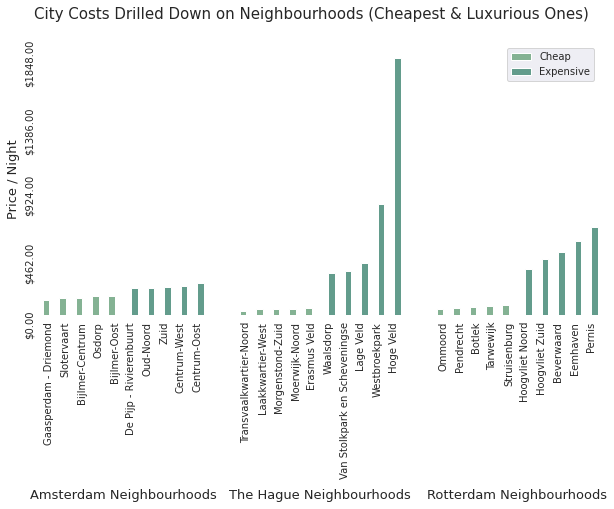 City Costs Drilled Down on Neighbourhoods (Cheapest & Luxurious Ones)
Cheap
Expensive
Price / Night
$1848.00
$1386.00
$924.00
$462.00
$0.00
Gaasperdam - Driemond
Slotervaart
Bijlmer-Centrum
Osdorp
Bijlmer-Oost
De Pijp - Rivierenbuurt
Oud-Noord
Zuid
Centrum-West
Centrum-Oost
Transvaalkwartier-Noord
Laakkwartier-West
Morgenstond-Zuid
Moerwijk-Noord
Erasmus Veld
Waalsdorp
Van Stolkpark en Scheveningse
Lage Veld
Westbroekpark
Hoge Veld
Ommoord
Pendrecht
Botlek
Tarwewijk
Struisenburg
Hoogvliet Noord
Hoogvliet Zuid
Beverwaard
Eemhaven
Pernis
Amsterdam Neighbourhoods
The Hague Neighbourhoods
Rotterdam Neighbourhoods